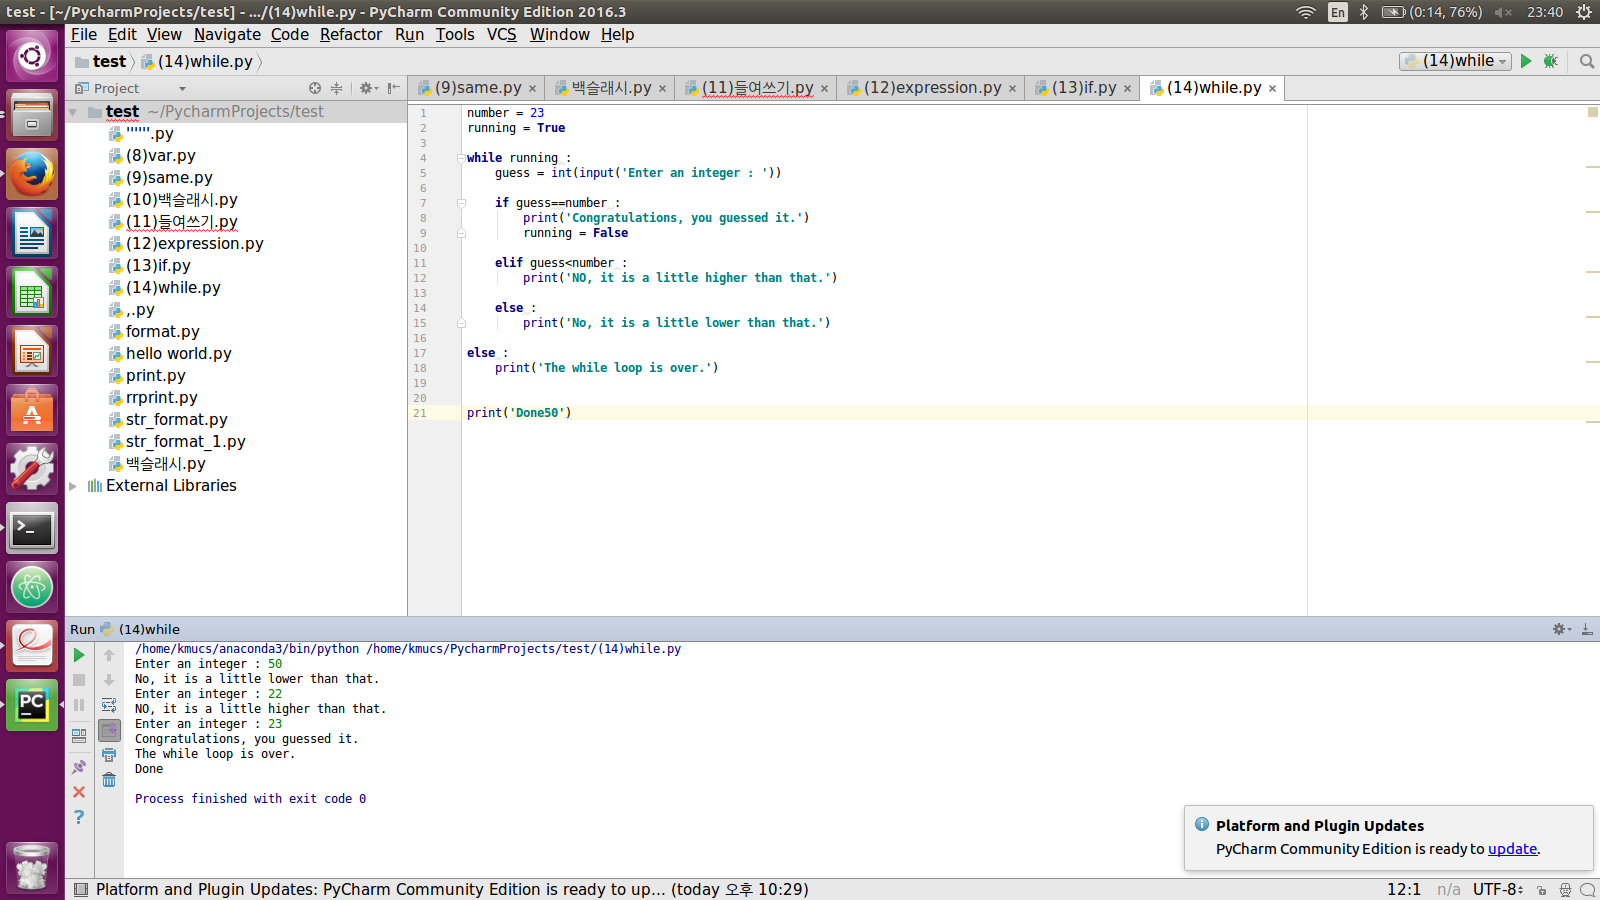 test - [~/PycharmProjects/test] - .../(14)while.py - PyCharm Community Edition 2016.3
En (0:14, 76%) 23:40
File Edit View Navigate Code Refactor Run Tools VCS Window Help
test (14)while.py
(14)while
Project
(9)same.py 백슬래시.py (11)들여쓰기.py (12)expression.py (13)if.py (14)while.py
test ~/PycharmProjects/test
"""".py
(8)var.py
(9)same.py
(10)백슬래시.py
(11)들여쓰기.py
(12)expression.py
(13)if.py
(14)while.py
,.py
format.py
hello world.py
print.py
rrprint.py
str_format.py
str_format_1.py
백슬래시.py
External Libraries
1 number = 23
2 running = True
3
4 while running :
5 guess = int(input('Enter an integer : '))
6
7 if guess==number :
8 print('Congratulations, you guessed it.')
9 running = False
10
11 elif guess<number :
12 print('NO, it is a little higher than that.')
13
14 else :
15 print('No, it is a little lower than that.')
16
17 else :
18 print('The while loop is over.')
19
20
21 print('Done50')
Run (14)while
/home/kmucs/anaconda3/bin/python /home/kmucs/PycharmProjects/test/(14)while.py
Enter an integer : 50
No, it is a little lower than that.
Enter an integer : 22
NO, it is a little higher than that.
Enter an integer : 23
Congratulations, you guessed it.
The while loop is over.
Done
Process finished with exit code 0
Platform and Plugin Updates
PyCharm Community Edition is ready to update.
Platform and Plugin Updates: PyCharm Community Edition is ready to up... (today 오후 10:29)
12:1 n/a UTF-8